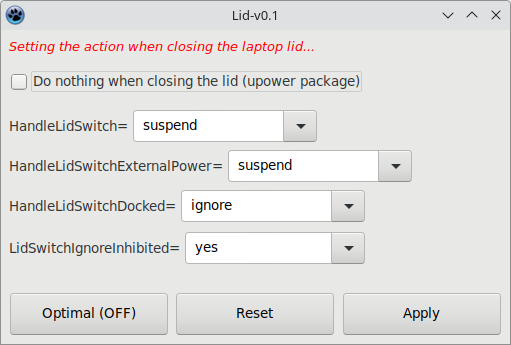 Lid-v0.1
Setting the action when closing the laptop lid...
Do nothing when closing the lid (upower package)
HandleLidSwitch= suspend
HandleLidSwitchExternalPower= suspend
HandleLidSwitchDocked= ignore
LidSwitchIgnoreInhibited= yes
Optimal (OFF) Reset Apply